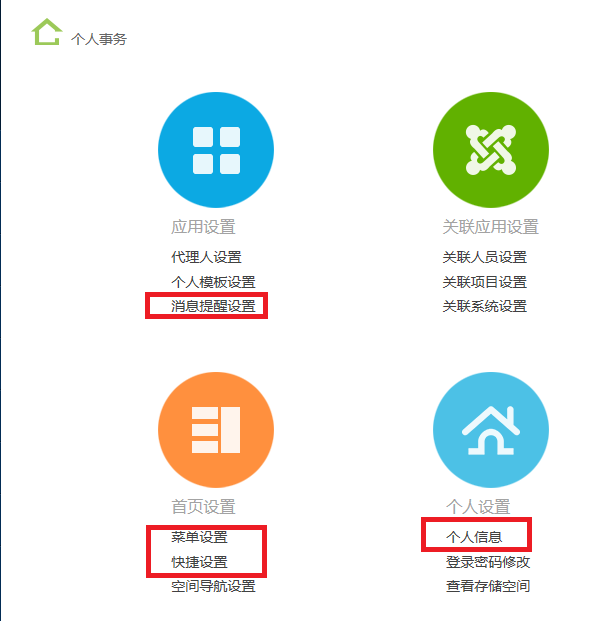 个人事务
应用设置
代理人设置
个人模板设置
消息提醒设置
关联应用设置
关联人员设置
关联项目设置
关联系统设置
首页设置
菜单设置
快捷设置
空间导航设置
个人设置
个人信息
登录密码修改
查看存储空间